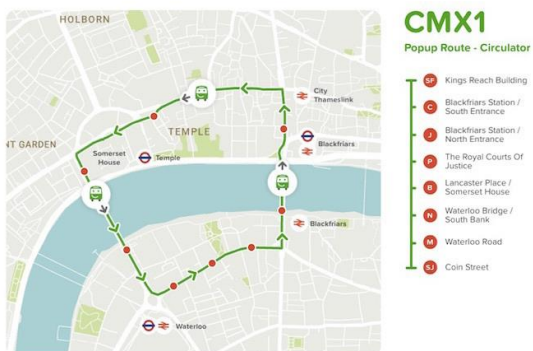 HOLBORN
City
Thameslink
TEMPLE
Blackfriars
NT GARDEN
Somerset
House
Temple
Blackfriars
Waterloo
CMX1
Popup Route - Circulator
SF Kings Reach Building
C Blackfriars Station /
South Entrance
J Blackfriars Station /
North Entrance
P The Royal Courts Of
Justice
B Lancaster Place /
Somerset House
N Waterloo Bridge /
South Bank
M Waterloo Road
SJ Coin Street